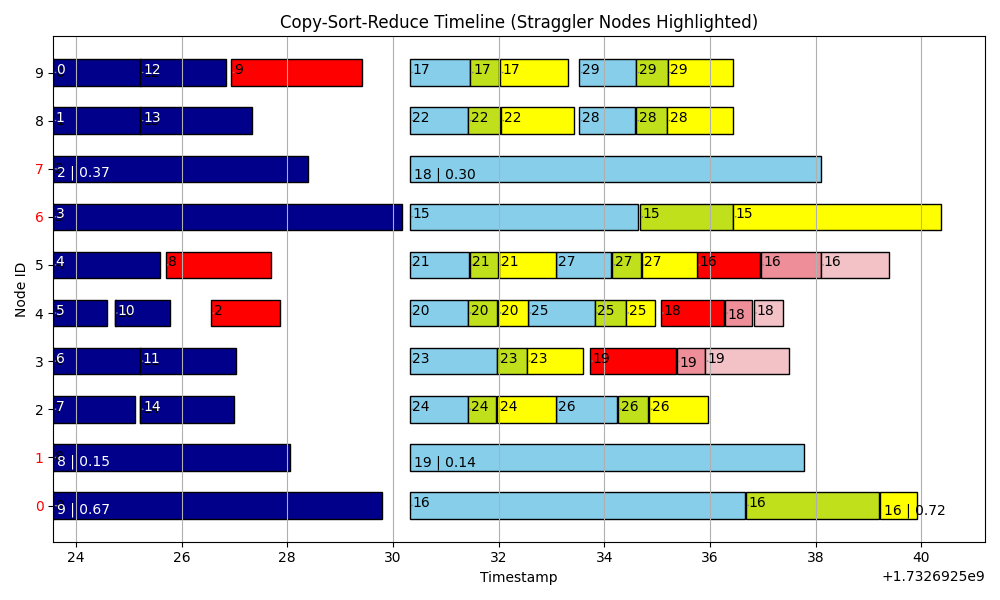 Copy-Sort-Reduce Timeline (Straggler Nodes Highlighted)
Node ID
9 0 12 9 17 17 17 29 29 29
8 1 13 22 22 22 28 28 28
7 2 | 0.37 18 | 0.30
6 3 15 15 15
5 4 8 21 21 21 27 27 27 16 16 16
4 5 10 2 20 20 20 25 25 25 18 18 18
3 6 11 23 23 23 19 19 19
2 7 14 24 24 24 26 26 26
1 8 | 0.15 19 | 0.14
0 9 | 0.67 16 16 16 | 0.72
24 26 28 30 32 34 36 38 40
Timestamp
+1.7326925e9